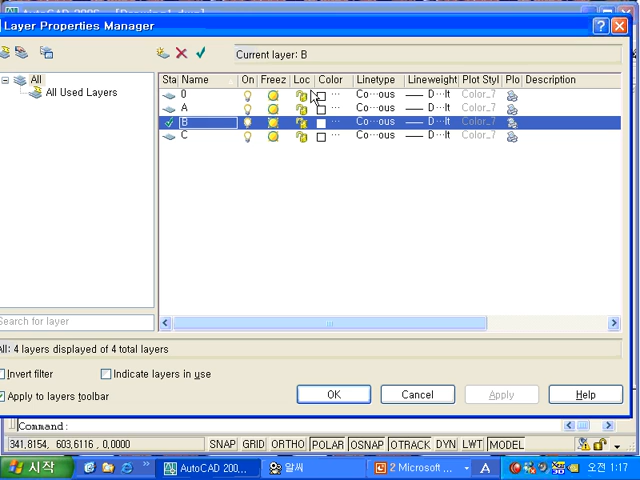 Layer Properties Manager
Current layer: B
All
All Used Layers
Sta Name On Freez Loc Color Linetype Lineweight Plot Styl Plo Description
0 ... Co...ous D...lt Color_7
A ... Co...ous D...lt Color_7
B ... Co...ous D...lt Color_7
C ... Co...ous D...lt Color_7
Search for layer
All: 4 layers displayed of 4 total layers
Invert filter
Indicate layers in use
Apply to layers toolbar
OK Cancel Apply Help
Command:
341,8154, 603,6116 , 0,0000 SNAP GRID ORTHO POLAR OSNAP OTRACK DYN LWT MODEL
시작 AutoCAD 200... 알씨 2 Microsoft ... A 오전 1:17